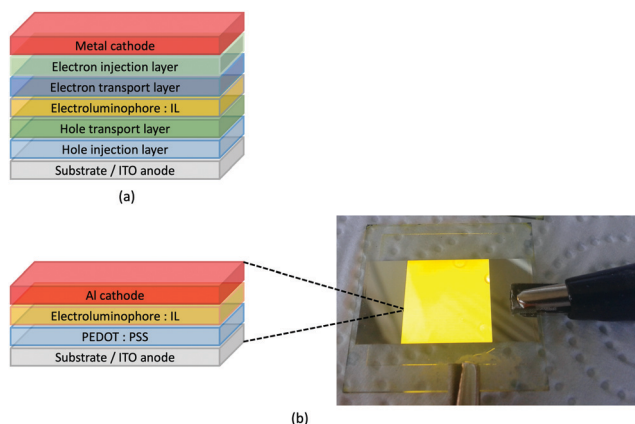 Metal cathode
Electron injection layer
Electron transport layer
Electroluminophore : IL
Hole transport layer
Hole injection layer
Substrate / ITO anode
(a)
Al cathode
Electroluminophore : IL
PEDOT : PSS
Substrate / ITO anode
(b)